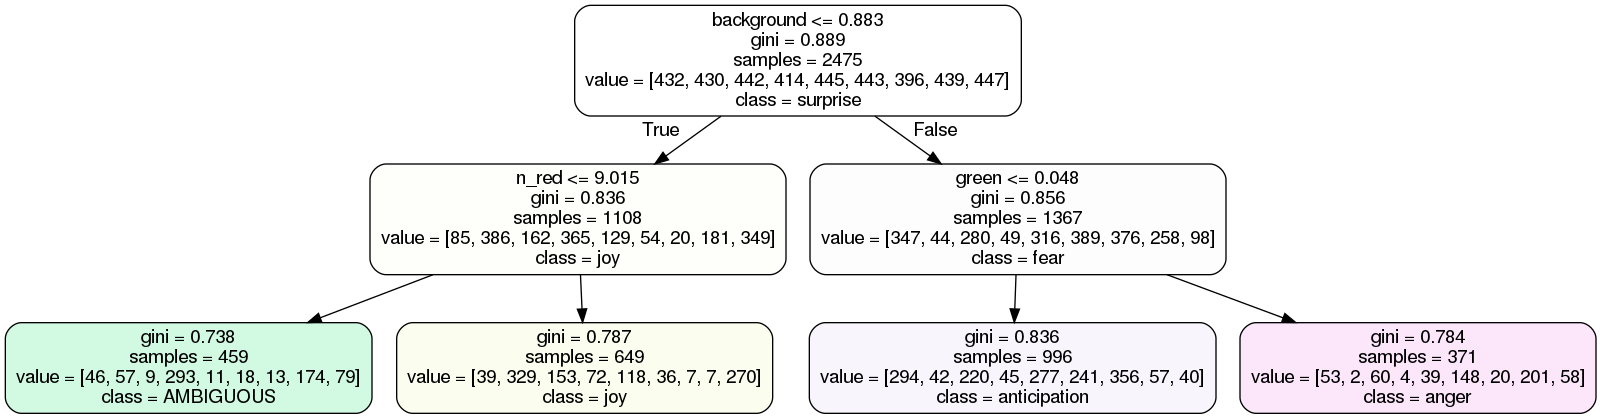 background <= 0.883
gini = 0.889
samples = 2475
value = [432, 430, 442, 414, 445, 443, 396, 439, 447]
class = surprise
True
False
n_red <= 9.015
gini = 0.836
samples = 1108
value = [85, 386, 162, 365, 129, 54, 20, 181, 349]
class = joy
green <= 0.048
gini = 0.856
samples = 1367
value = [347, 44, 280, 49, 316, 389, 376, 258, 98]
class = fear
gini = 0.738
samples = 459
value = [46, 57, 9, 293, 11, 18, 13, 174, 79]
class = AMBIGUOUS
gini = 0.787
samples = 649
value = [39, 329, 153, 72, 118, 36, 7, 7, 270]
class = joy
gini = 0.836
samples = 996
value = [294, 42, 220, 45, 277, 241, 356, 57, 40]
class = anticipation
gini = 0.784
samples = 371
value = [53, 2, 60, 4, 39, 148, 20, 201, 58]
class = anger